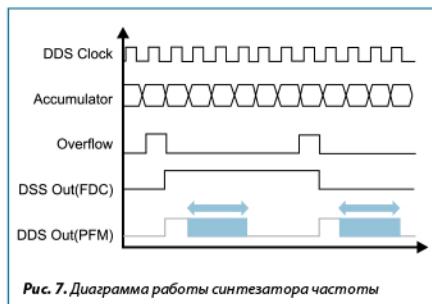 DDS Clock
Accumulator
Overflow
DSS Out(FDC)
DDS Out(PFM)
Рис. 7. Диаграмма работы синтезатора частоты